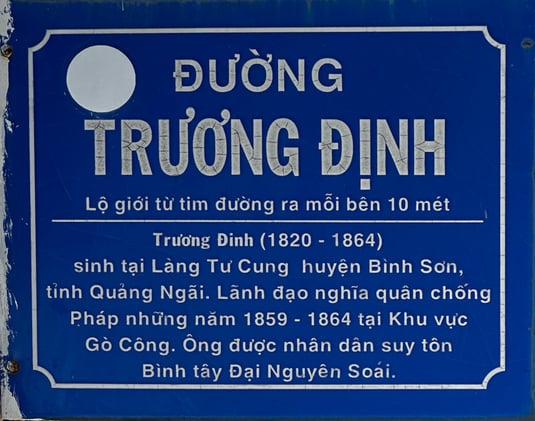 ĐƯỜNG
TRƯƠNG ĐỊNH
Lộ giới từ tim đường ra mỗi bên 10 mét
Trương Đinh (1820 - 1864)
sinh tại Làng Tư Cung huyện Bình Sơn,
tỉnh Quảng Ngãi. Lãnh đạo nghĩa quân chống
Pháp những năm 1859 - 1864 tại Khu vực
Gò Công. Ông được nhân dân suy tôn
Bình tây Đại Nguyên Soái.